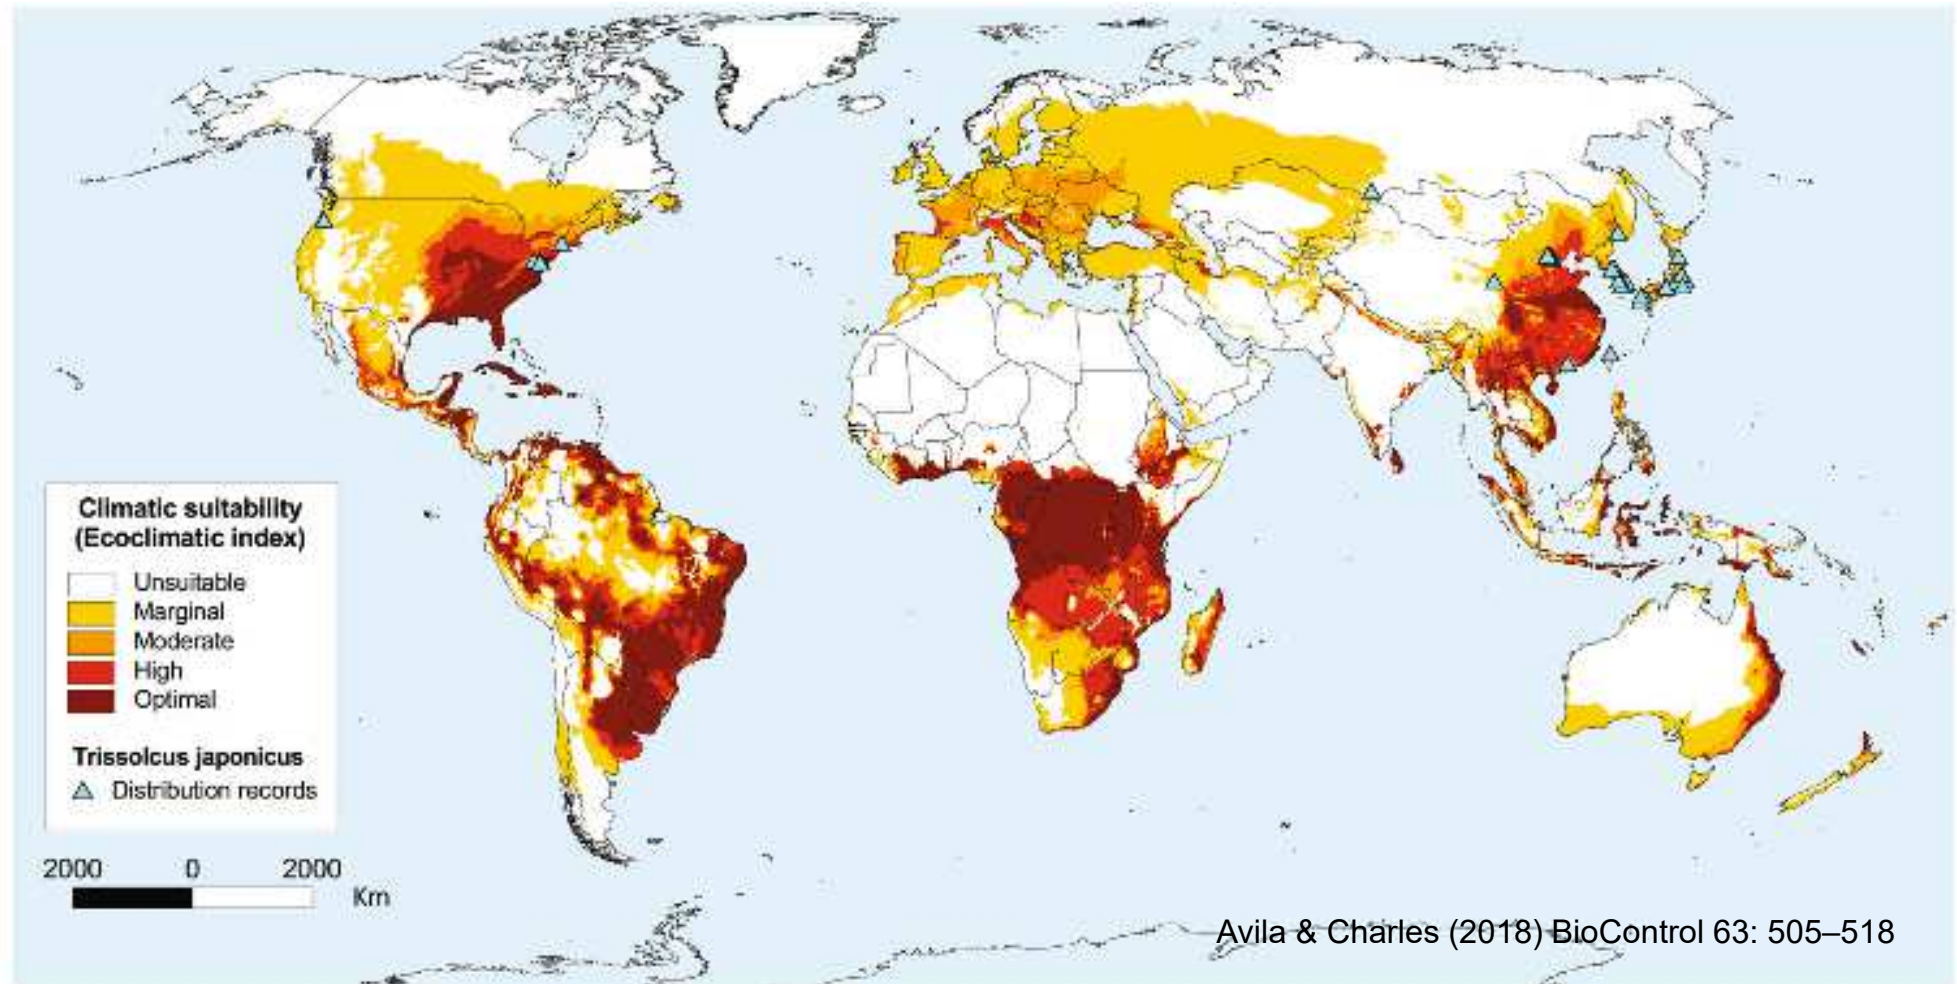 Climatic suitability
(Ecoclimatic index)
Unsuitable
Marginal
Moderate
High
Optimal
Trissolcus japonicus
Distribution records
2000 0 2000
Km
Avila & Charles (2018) BioControl 63: 505–518